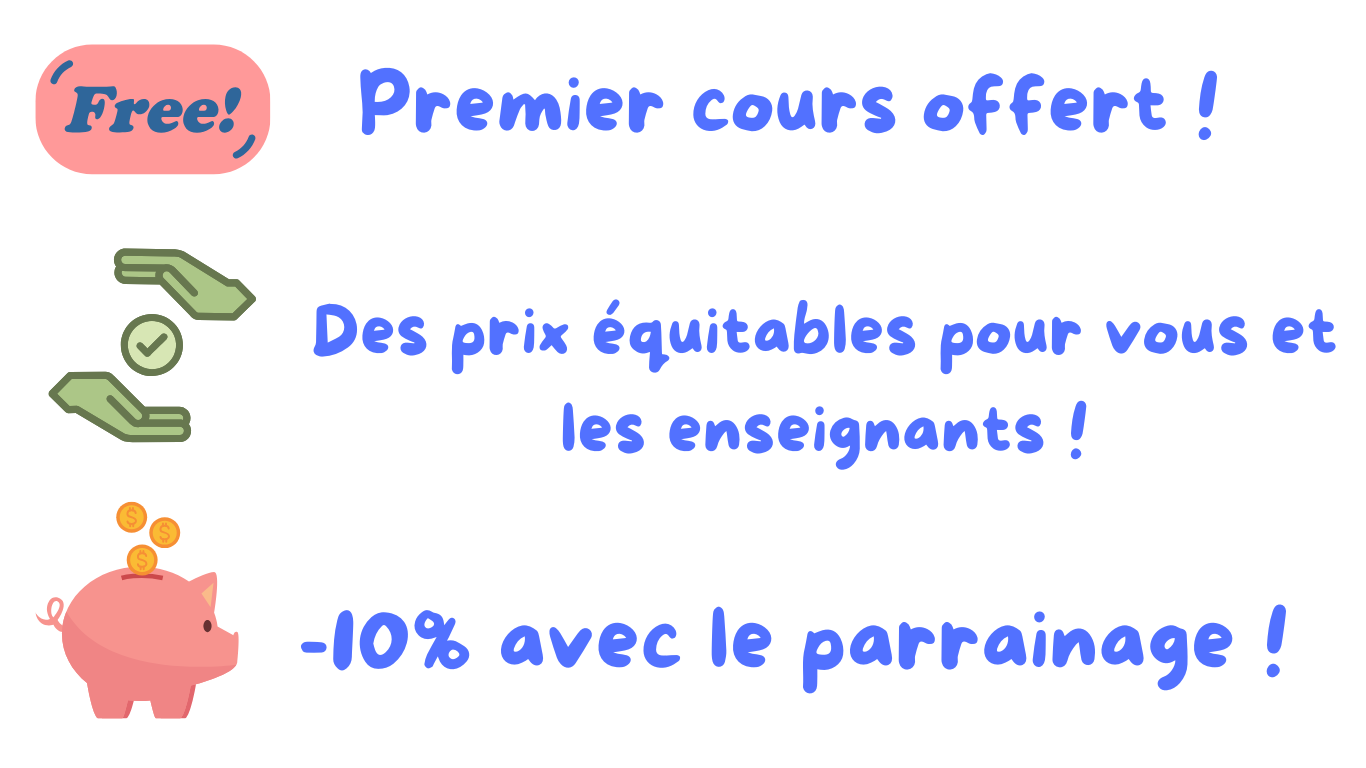 Free!
Premier cours offert !
Des prix équitables pour vous et
les enseignants !
$
$
$
-10% avec le parrainage !